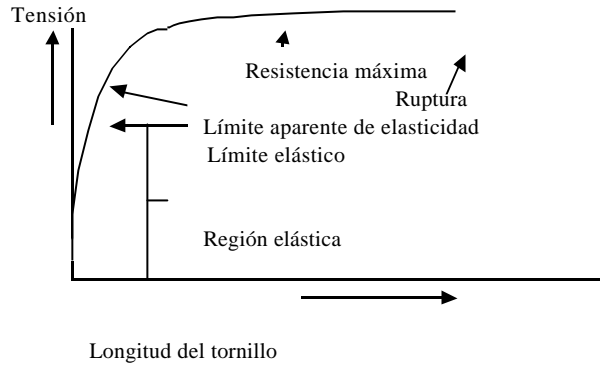 Tensión
Resistencia máxima
Ruptura
Límite aparente de elasticidad
Límite elástico
Región elástica
Longitud del tornillo